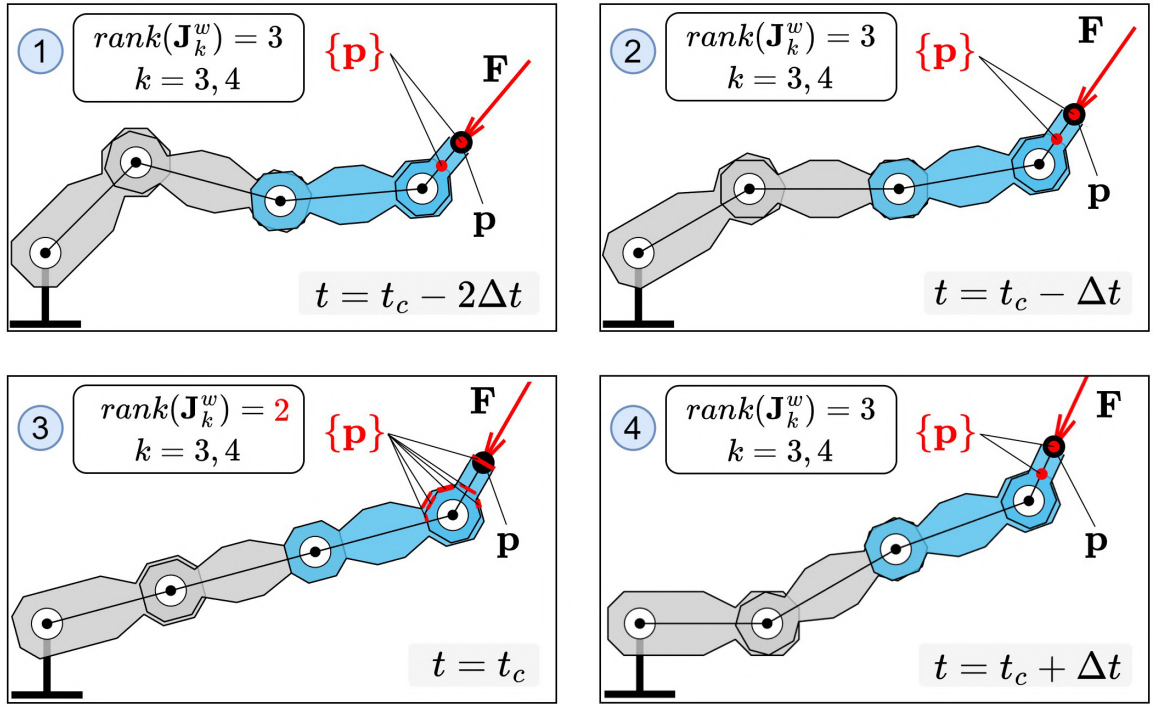 1
rank(J_k^w) = 3
k = 3, 4
{p}
F
p
t = t_c − 2Δt
2
rank(J_k^w) = 3
k = 3, 4
{p}
F
p
t = t_c − Δt
3
rank(J_k^w) = 2
k = 3, 4
{p}
F
p
t = t_c
4
rank(J_k^w) = 3
k = 3, 4
{p}
F
p
t = t_c + Δt